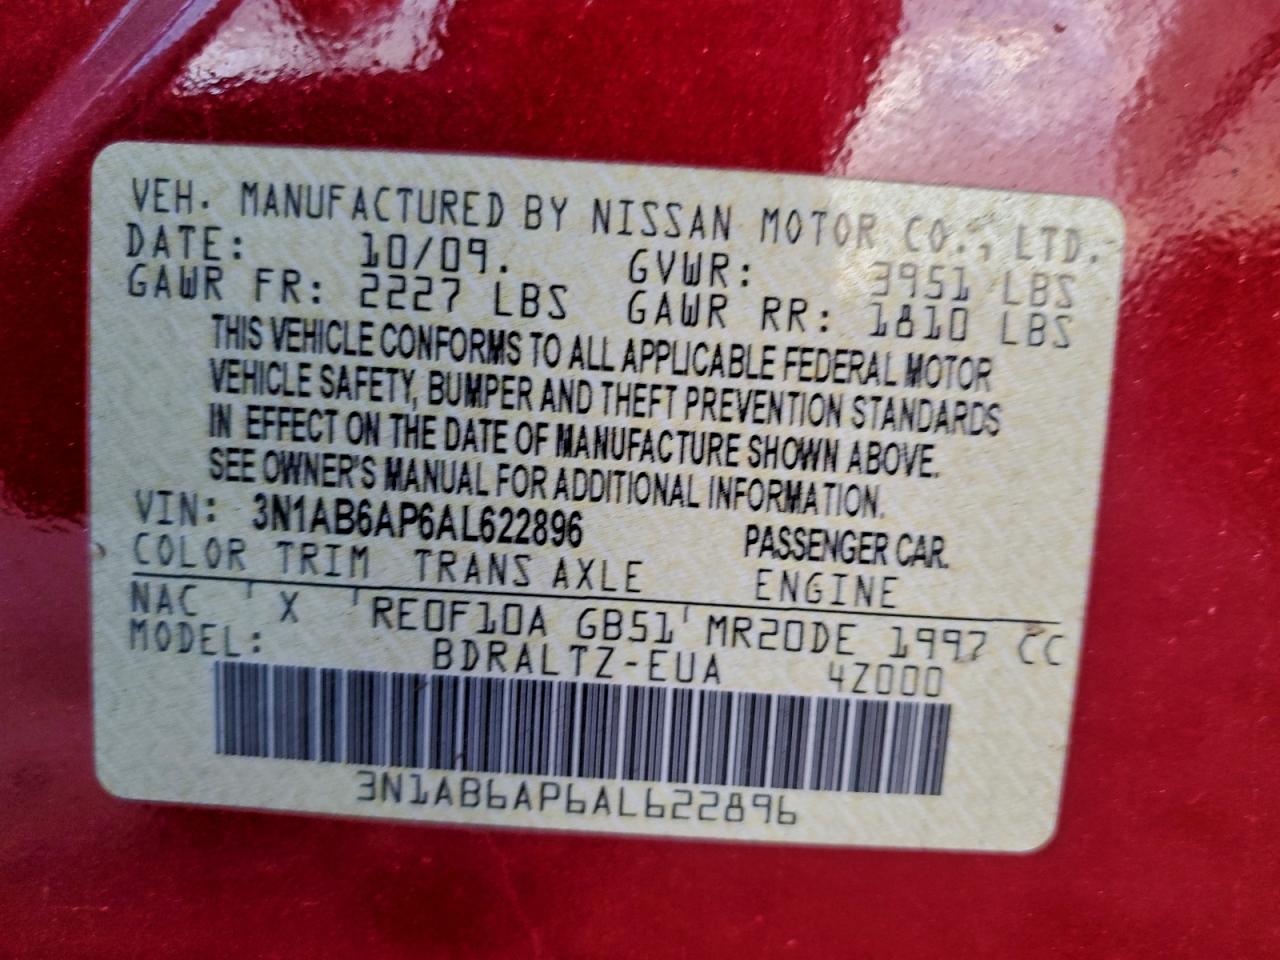 VEH. MANUFACTURED BY NISSAN MOTOR CO., LTD.
DATE: 10/09. GVWR: 3951 LBS
GAWR FR: 2227 LBS GAWR RR: 1810 LBS
THIS VEHICLE CONFORMS TO ALL APPLICABLE FEDERAL MOTOR
VEHICLE SAFETY, BUMPER AND THEFT PREVENTION STANDARDS
IN EFFECT ON THE DATE OF MANUFACTURE SHOWN ABOVE.
SEE OWNER'S MANUAL FOR ADDITIONAL INFORMATION.
VIN: 3N1AB6AP6AL622896 PASSENGER CAR.
COLOR TRIM TRANS AXLE ENGINE
NAC ' X ' RE0F10A GB51 ' MR20DE 1997 CC
MODEL: BDRALTZ-EUA 4Z000
3N1AB6AP6AL622896